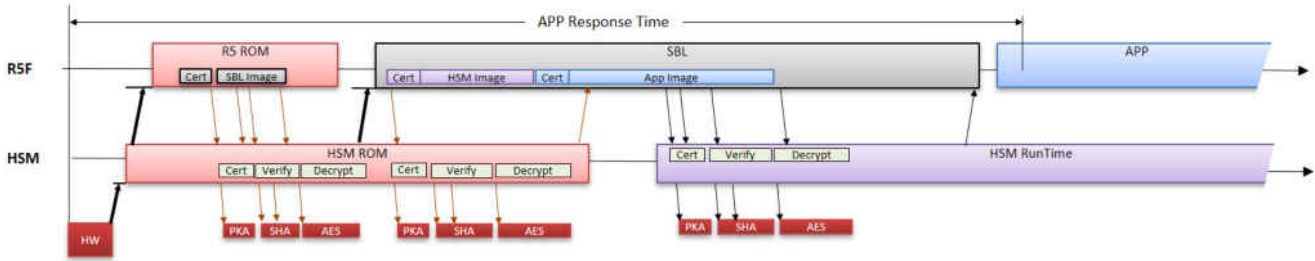 APP Response Time
R5 ROM
SBL
APP
R5F
Cert
SBL Image
Cert
HSM Image
Cert
App Image
HSM ROM
HSM RunTime
HSM
Cert
Verify
Decrypt
Cert
Verify
Decrypt
Cert
Verify
Decrypt
HW
PKA
SHA
AES
PKA
SHA
AES
PKA
SHA
AES